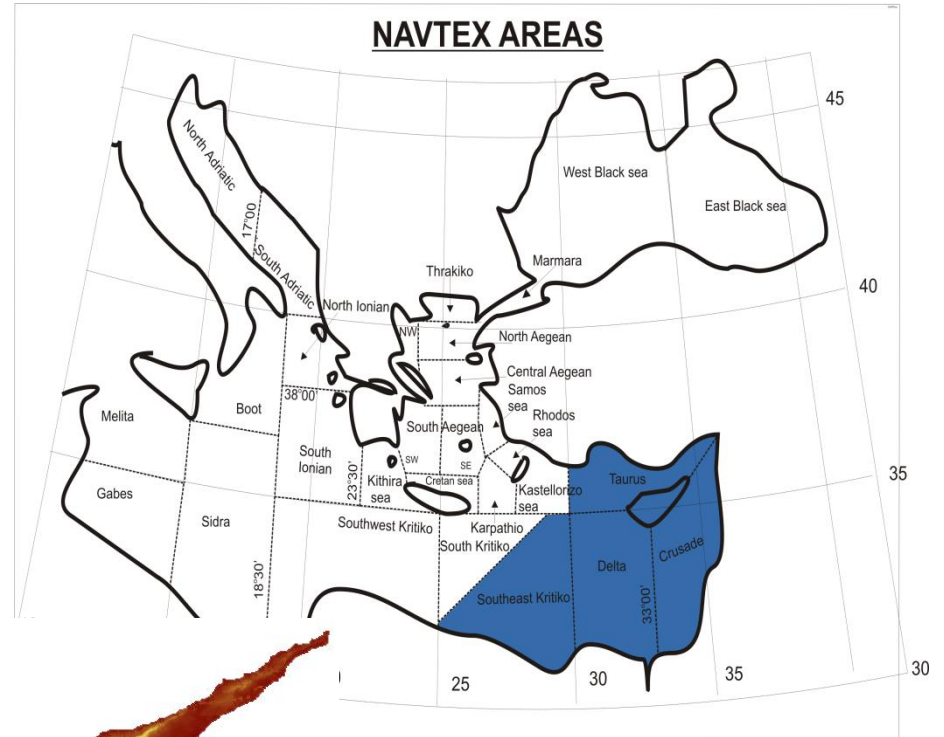 NAVTEX AREAS
45
North Adriatic
West Black sea
East Black sea
17°00'
South Adriatic
Thrakiko
Marmara
40
North Ionian
NW
North Aegean
Central Aegean
Samos
sea
38°00'
Rhodos
sea
Melita
Boot
South Aegean
South
Ionian
SW
SE
35
Gabes
23°30'
Kithira
sea
Cretan sea
Kastellorizo
sea
Taurus
Sidra
Southwest Kritiko
Karpathio
South Kritiko
18°30'
Delta
Crusade
Southeast Kritiko
33°00'
25
30
35
30